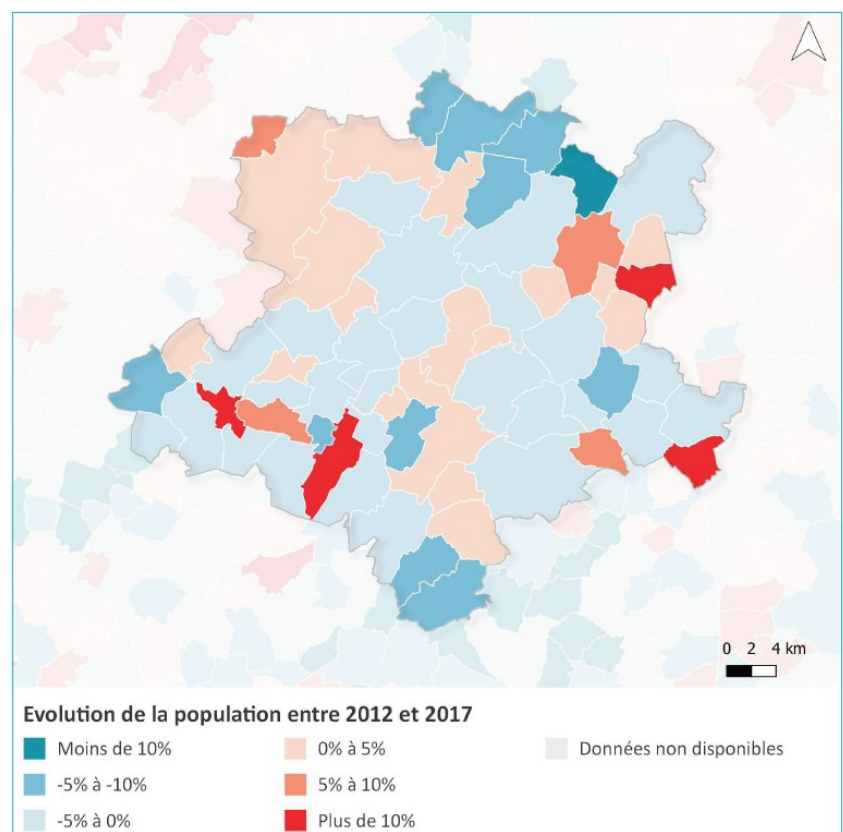 0 2 4 km
Evolution de la population entre 2012 et 2017
Moins de 10%
0% à 5%
Données non disponibles
-5% à -10%
5% à 10%
-5% à 0%
Plus de 10%